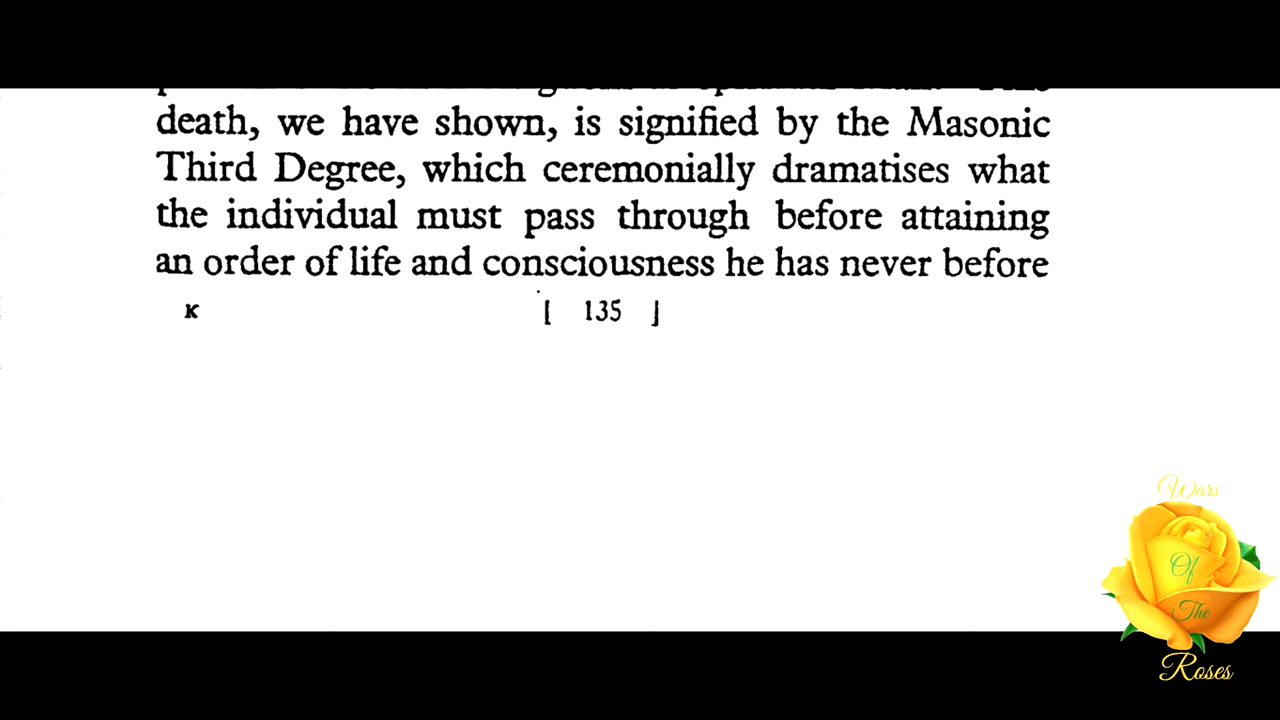 death, we have shown, is signified by the Masonic
Third Degree, which ceremonially dramatises what
the individual must pass through before attaining
an order of life and consciousness he has never before
K [ 135 ]
Wars
Of
The
Roses